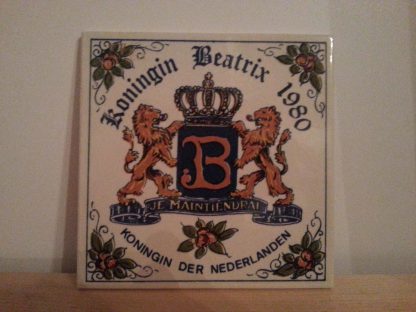 Koningin Beatrix 1980
B
JE MAINTIENDRAI
KONINGIN DER NEDERLANDEN